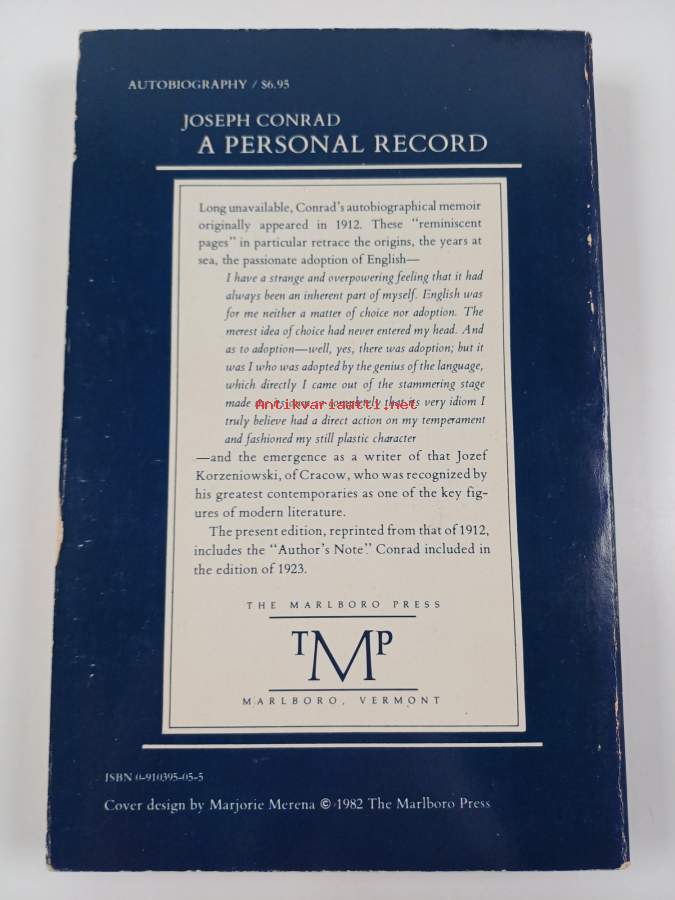 AUTOBIOGRAPHY / $6.95
JOSEPH CONRAD
A PERSONAL RECORD
Long unavailable, Conrad's autobiographical memoir
originally appeared in 1912. These "reminiscent
pages" in particular retrace the origins, the years at
sea, the passionate adoption of English—
I have a strange and overpowering feeling that it had
always been an inherent part of myself. English was
for me neither a matter of choice nor adoption. The
merest idea of choice had never entered my head. And
as to adoption—well, yes, there was adoption; but it
was I who was adopted by the genius of the language,
which directly I came out of the stammering stage
made me its own so completely that its very idiom I
Antikvariaatti.net
truly believe had a direct action on my temperament
and fashioned my still plastic character
—and the emergence as a writer of that Jozef
Korzeniowski, of Cracow, who was recognized by
his greatest contemporaries as one of the key fig-
ures of modern literature.
The present edition, reprinted from that of 1912,
includes the "Author's Note." Conrad included in
the edition of 1923.
THE MARLBORO PRESS
TMP
MARLBORO, VERMONT
ISBN 0-910395-05-5
Cover design by Marjorie Merena © 1982 The Marlboro Press